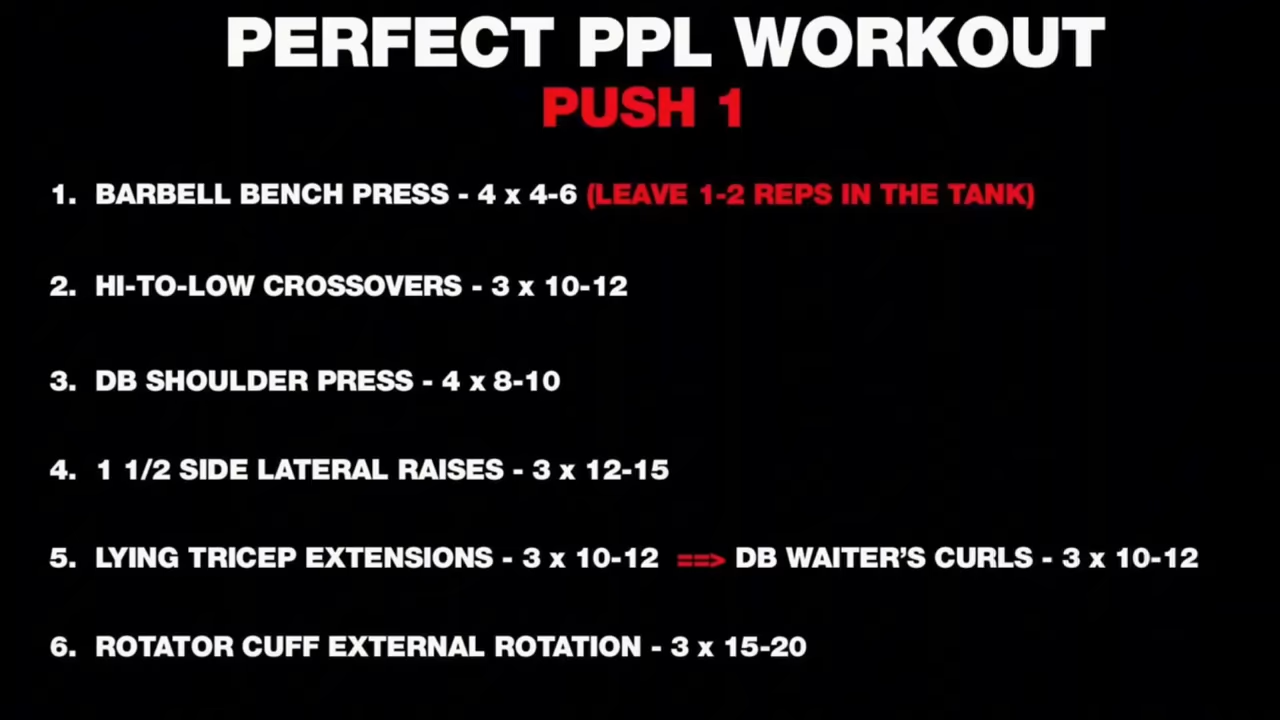 PERFECT PPL WORKOUT
PUSH 1
1. BARBELL BENCH PRESS - 4 x 4-6 (LEAVE 1-2 REPS IN THE TANK)
2. HI-TO-LOW CROSSOVERS - 3 x 10-12
3. DB SHOULDER PRESS - 4 x 8-10
4. 1 1/2 SIDE LATERAL RAISES - 3 x 12-15
5. LYING TRICEP EXTENSIONS - 3 x 10-12 ==> DB WAITER’S CURLS - 3 x 10-12
6. ROTATOR CUFF EXTERNAL ROTATION - 3 x 15-20